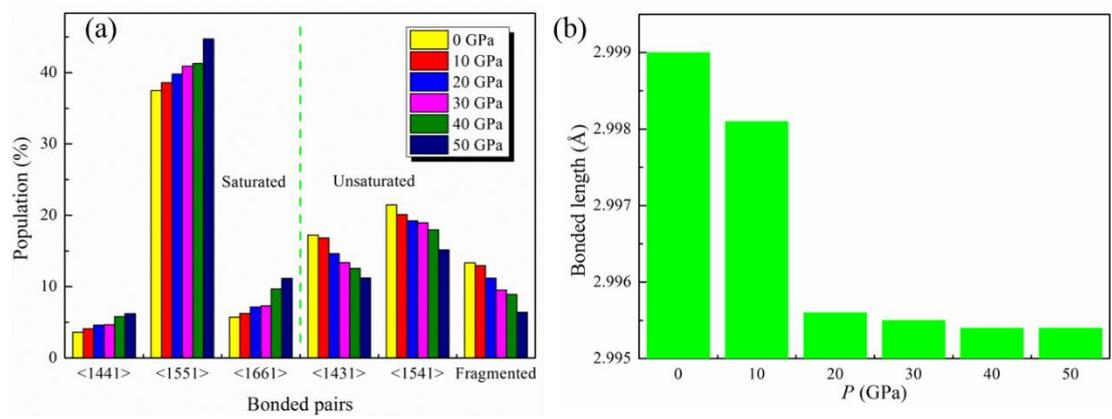 (a)
0 GPa
10 GPa
20 GPa
30 GPa
40 GPa
50 GPa
Saturated
Unsaturated
Population (%)
40
30
20
10
0
<1441> <1551> <1661> <1431> <1541> Fragmented
Bonded pairs
(b)
Bonded length (Å)
2.999
2.998
2.997
2.996
2.995
0 10 20 30 40 50
P (GPa)